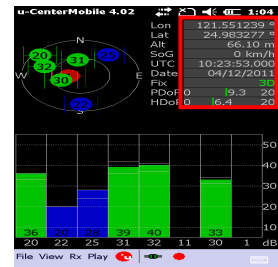 u-CenterMobile 4.02 1:04
Lon 121.551239 °
Lat 24.983277 °
Alt 66.10 m
SoG 0 km/h
UTC 10:23:53.000
Date 04/12/2011
Fix 3D
PDoP 0 9.3 20
HDoP 0 6.4 20
N
W
E
S
20
25
31
32
30
50
40
30
20
10
36 20 28 39 40 33
20 22 25 31 32 11 30 1 dB
File View Rx Play